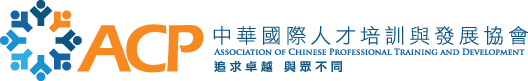 ACP
中華國際人才培訓與發展協會
ASSOCIATION OF CHINESE PROFESSIONAL TRAINING AND DEVELOPMENT
追求卓越 與眾不同